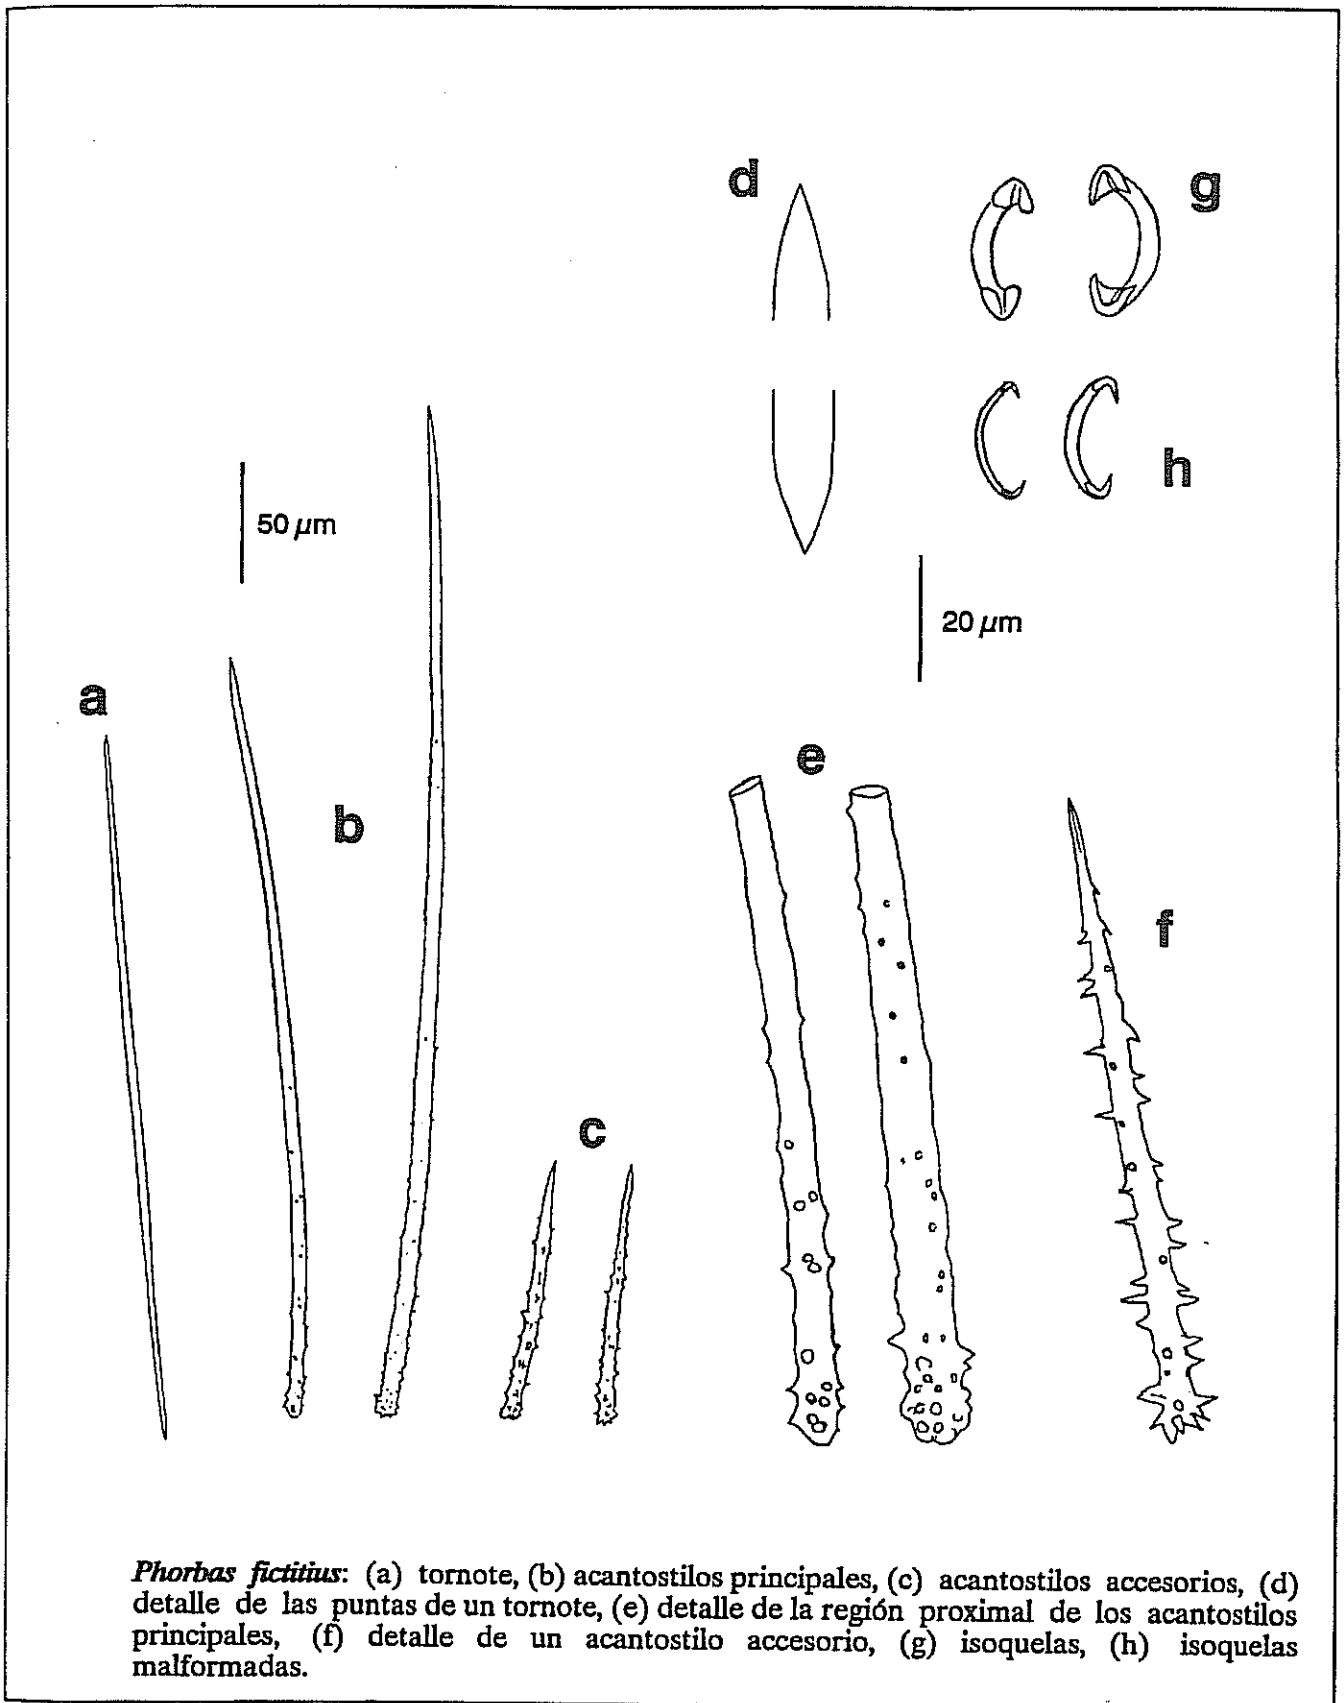 d
g
h
50 µm
20 µm
a
b
e
f
c
Phorbas fictitius: (a) tornote, (b) acantostilos principales, (c) acantostilos accesorios, (d)
detalle de las puntas de un tornote, (e) detalle de la región proximal de los acantostilos
principales, (f) detalle de un acantostilo accesorio, (g) isoquelas, (h) isoquelas
malformadas.